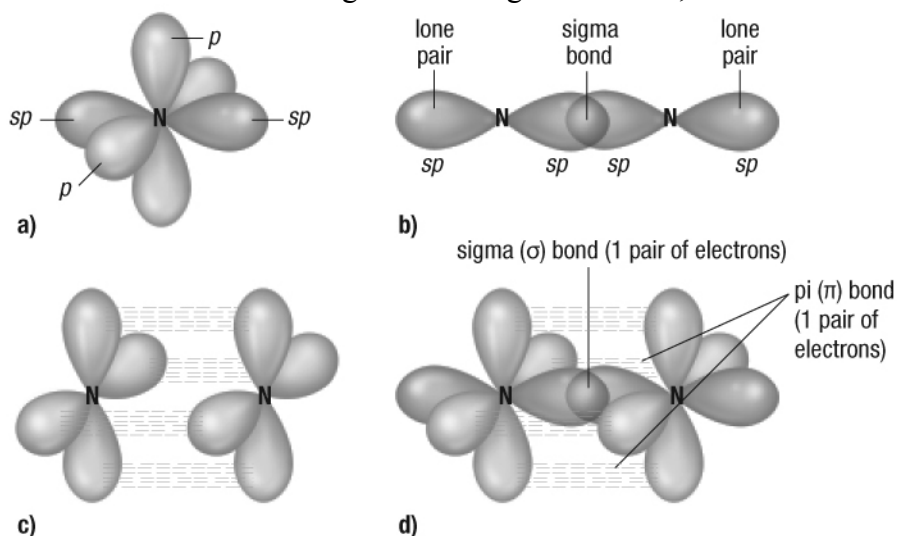 p
N
sp
sp
p
a)
lone pair
sigma bond
lone pair
N
N
sp
sp
sp
sp
b)
sigma (σ) bond (1 pair of electrons)
pi (π) bond
(1 pair of
electrons)
N
N
c)
N
N
d)